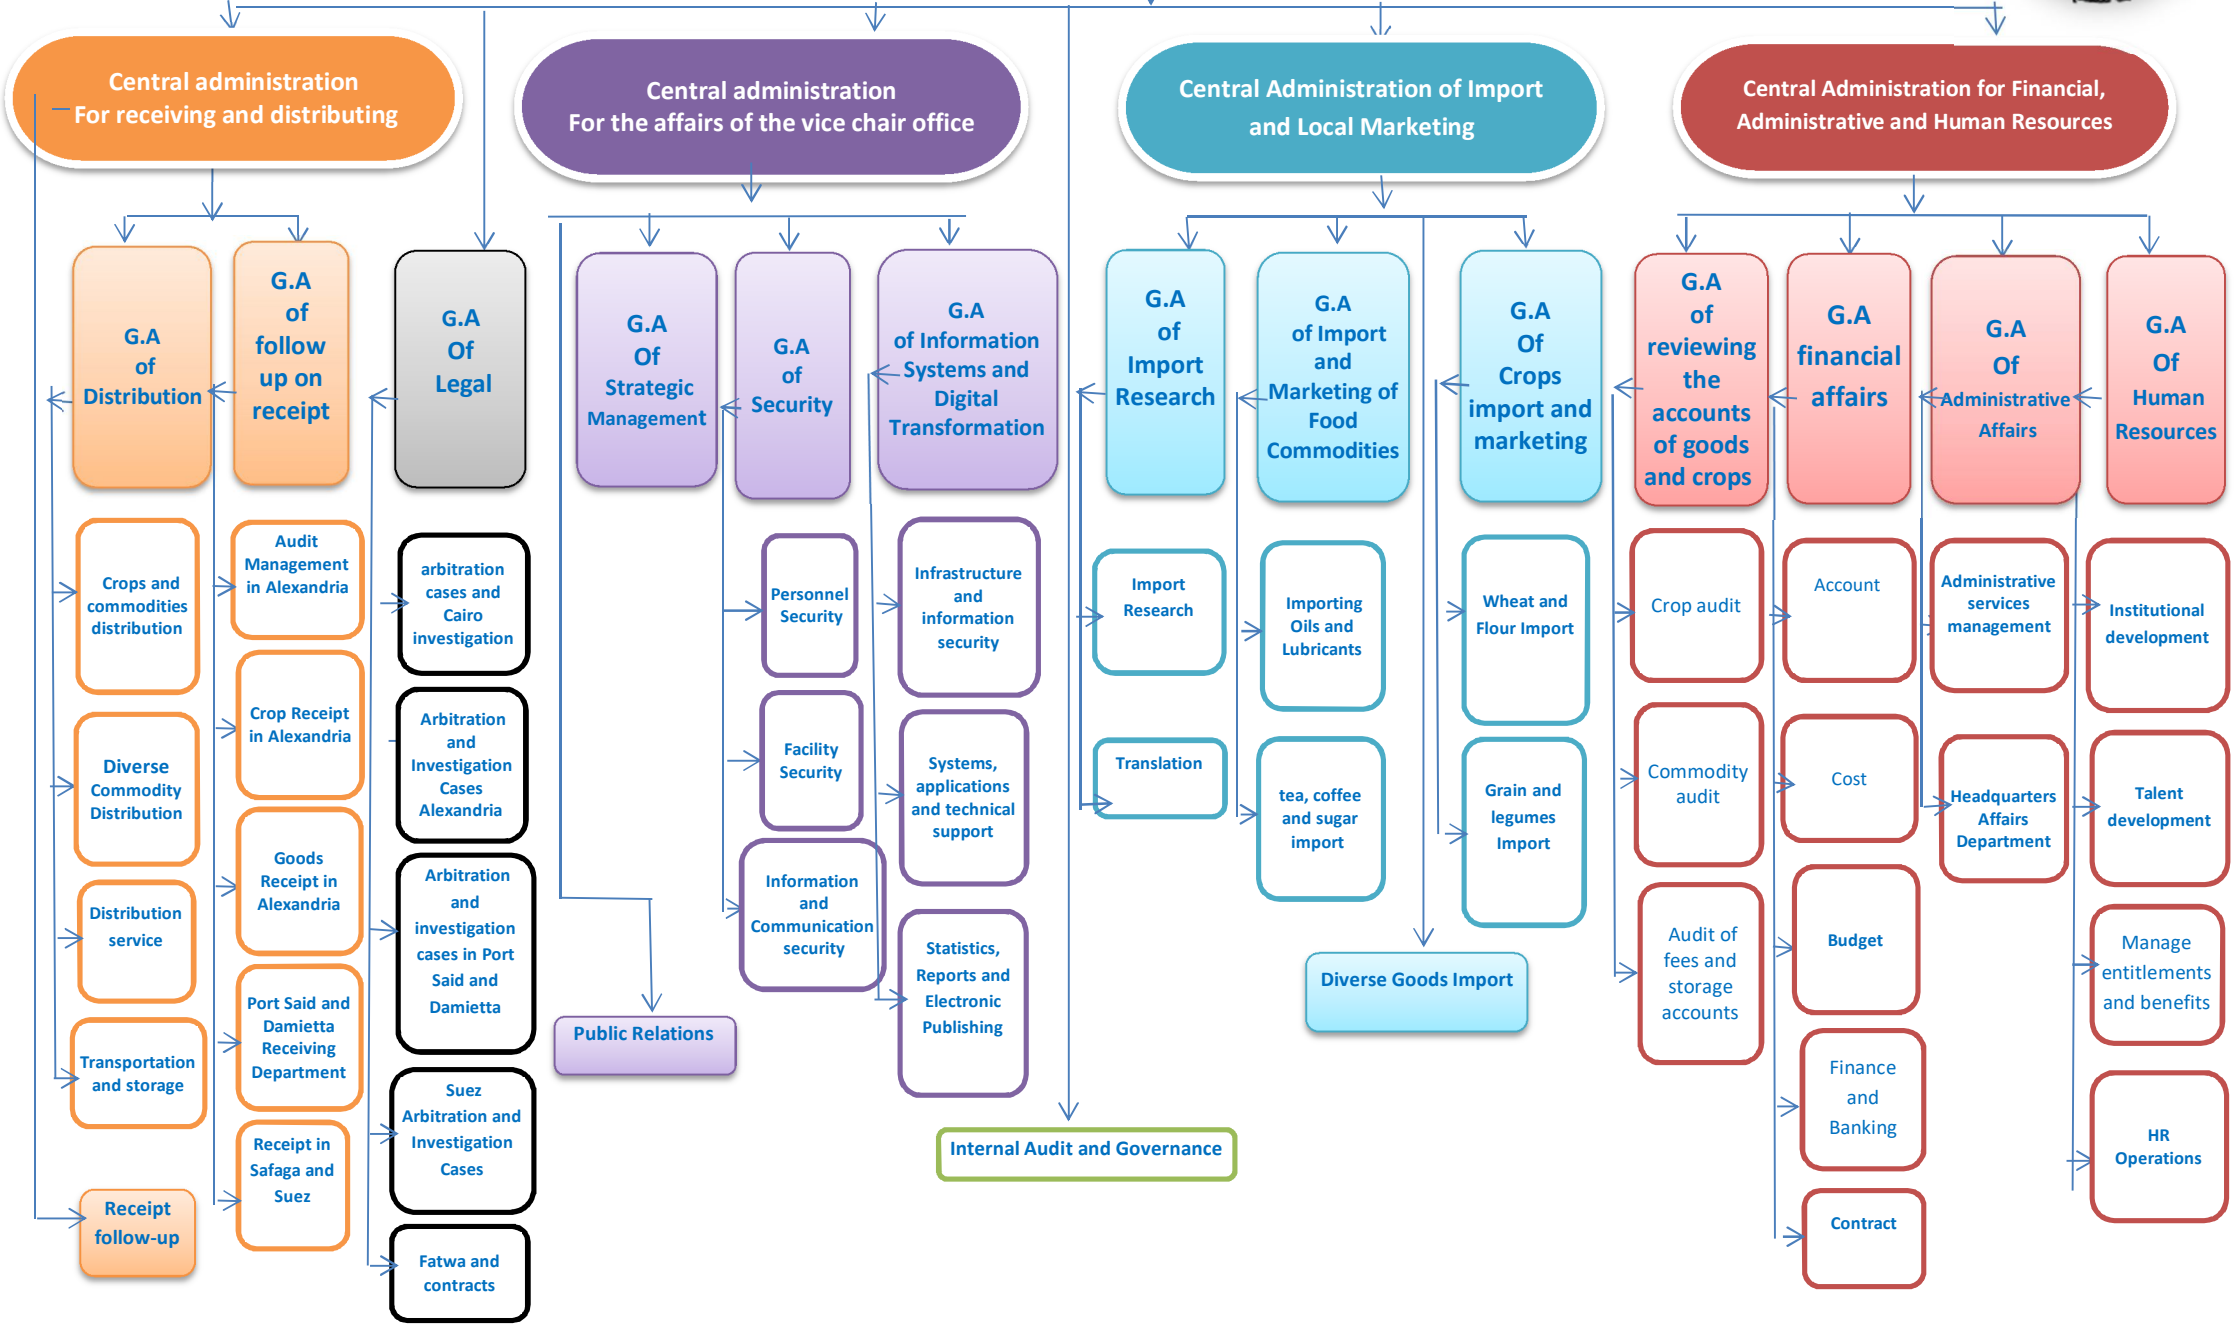 Central administration
For receiving and distributing
Central administration
For the affairs of the vice chair office
Central Administration of Import
and Local Marketing
Central Administration for Financial,
Administrative and Human Resources
G.A
of
Distribution
G.A
of
follow
up on
receipt
G.A
Of
Legal
G.A
Of
Strategic
Management
G.A
of
Security
G.A
of Information
Systems and
Digital
Transformation
G.A
of
Import
Research
G.A
of Import
and
Marketing of
Food
Commodities
G.A
Of
Crops
import and
marketing
G.A
of
reviewing
the
accounts
of goods
and crops
G.A
financial
affairs
G.A
Of
Administrative
Affairs
G.A
Of
Human
Resources
Crops and
commodities
distribution
Diverse
Commodity
Distribution
Distribution
service
Transportation
and storage
Receipt
follow-up
Audit
Management
in Alexandria
Crop Receipt
in Alexandria
Goods
Receipt in
Alexandria
Port Said and
Damietta
Receiving
Department
Receipt in
Safaga and
Suez
arbitration
cases and
Cairo
investigation
Arbitration
and
Investigation
Cases
Alexandria
Arbitration
and
investigation
cases in Port
Said and
Damietta
Suez
Arbitration and
Investigation
Cases
Fatwa and
contracts
Public Relations
Personnel
Security
Facility
Security
Information
and
Communication
security
Infrastructure
and
information
security
Systems,
applications
and technical
support
Statistics,
Reports and
Electronic
Publishing
Internal Audit and Governance
Import
Research
Translation
Importing
Oils and
Lubricants
tea, coffee
and sugar
import
Diverse Goods Import
Wheat and
Flour Import
Grain and
legumes
Import
Crop audit
Commodity
audit
Audit of
fees and
storage
accounts
Account
Cost
Budget
Finance
and
Banking
Contract
Administrative
services
management
Headquarters
Affairs
Department
Institutional
development
Talent
development
Manage
entitlements
and benefits
HR
Operations